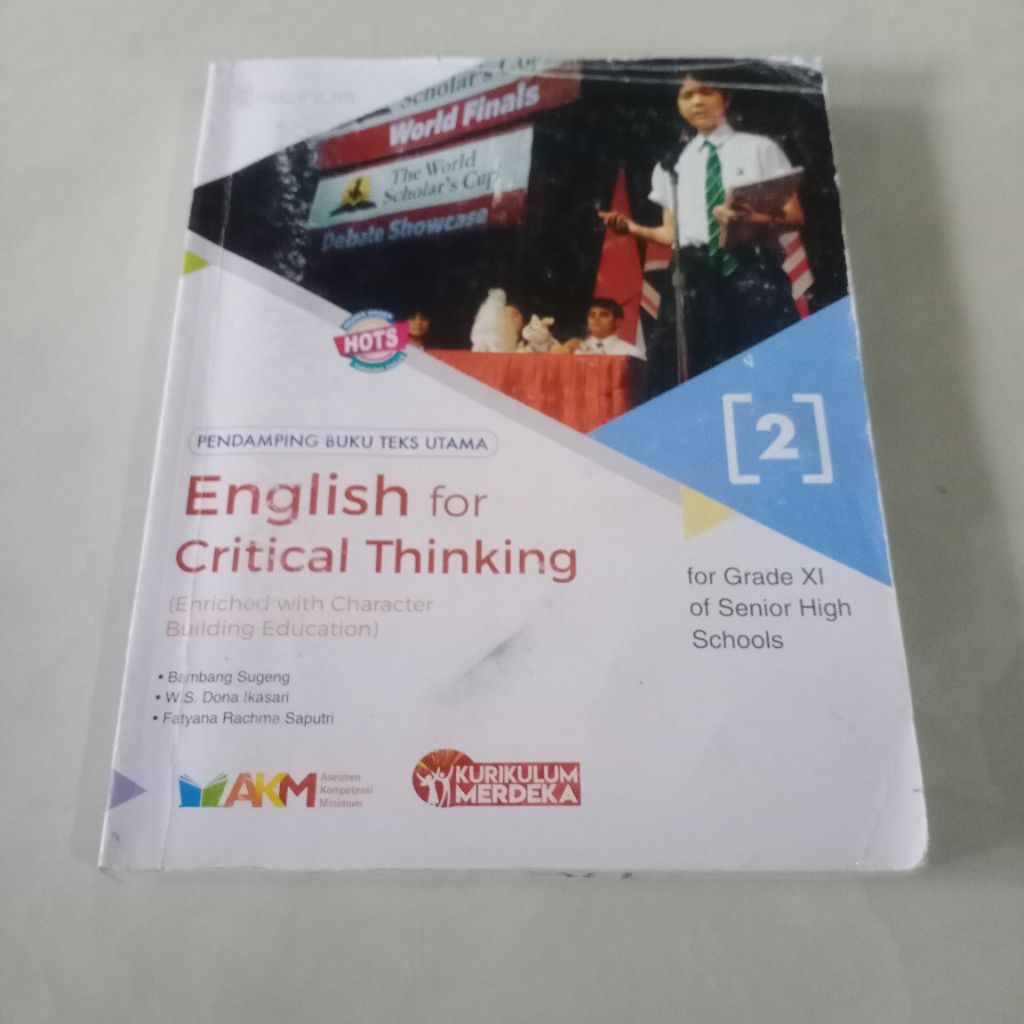 Scholar's Cup
World Finals
The World
Scholar's Cup
Debate Showcase
HOTS
[2]
PENDAMPING BUKU TEKS UTAMA
English for
Critical Thinking
(Enriched with Character
Building Education)
for Grade XI
of Senior High
Schools
• Bambang Sugeng
• W.S. Dona Ikasari
• Fatyana Rachma Saputri
AKM
Asesmen
Kompetensi
Minimum
KURIKULUM
MERDEKA